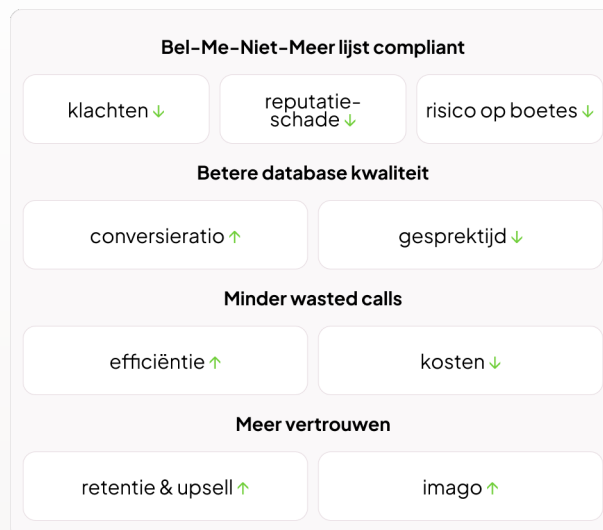 Bel-Me-Niet-Meer lijst compliant
klachten ↓
reputatie-
schade ↓
risico op boetes ↓
Betere database kwaliteit
conversieratio ↑
gesprektijd ↓
Minder wasted calls
efficiëntie ↑
kosten ↓
Meer vertrouwen
retentie & upsell ↑
imago ↑